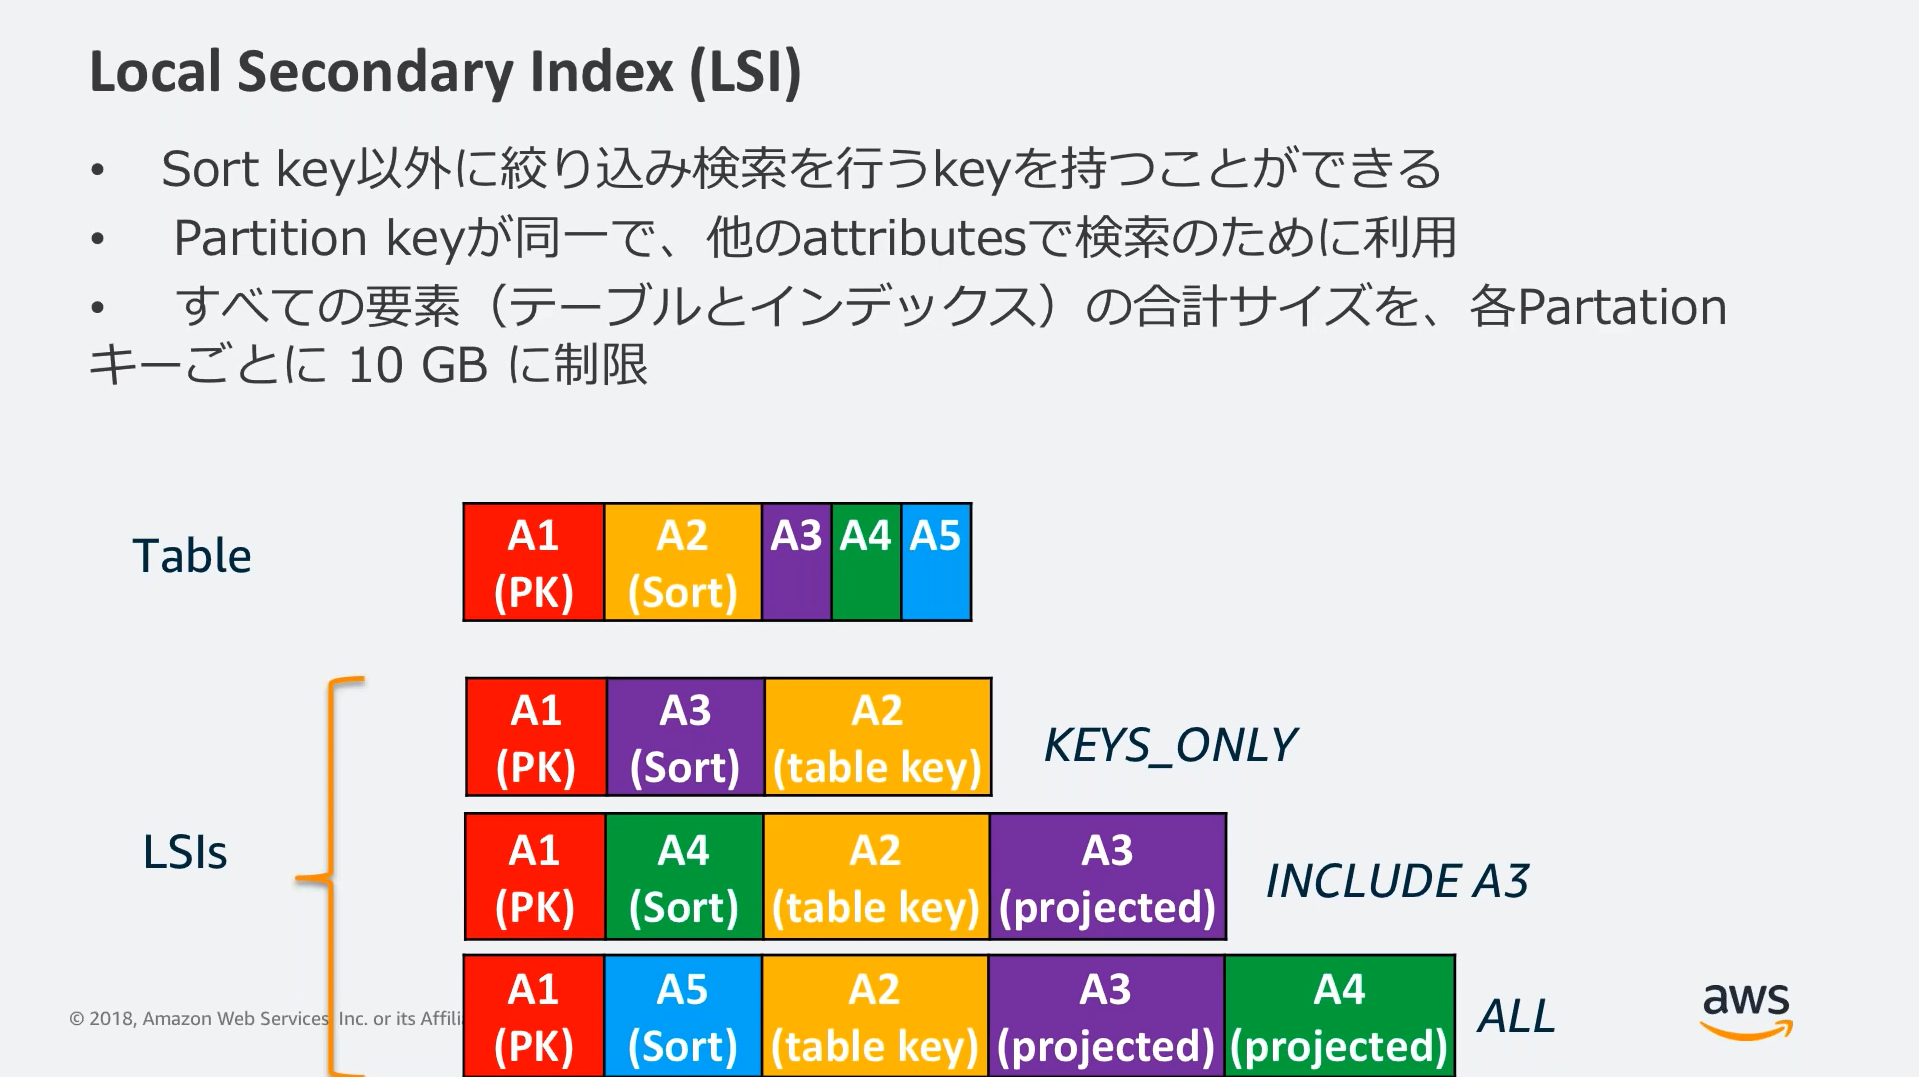 Local Secondary Index (LSI)
• Sort key以外に絞り込み検索を行うkeyを持つことができる
• Partition keyが同一で、他のattributesで検索のために利用
• すべての要素（テーブルとインデックス）の合計サイズを、各Partation
キーごとに 10 GB に制限
Table
A1 A2 A3 A4 A5
(PK) (Sort)
A1 A3 A2
(PK) (Sort) (table key)
KEYS_ONLY
LSIs
A1 A4 A2 A3
(PK) (Sort) (table key) (projected)
INCLUDE A3
A1 A5 A2 A3 A4
(PK) (Sort) (table key) (projected) (projected)
ALL
© 2018, Amazon Web Services, Inc. or its
aws